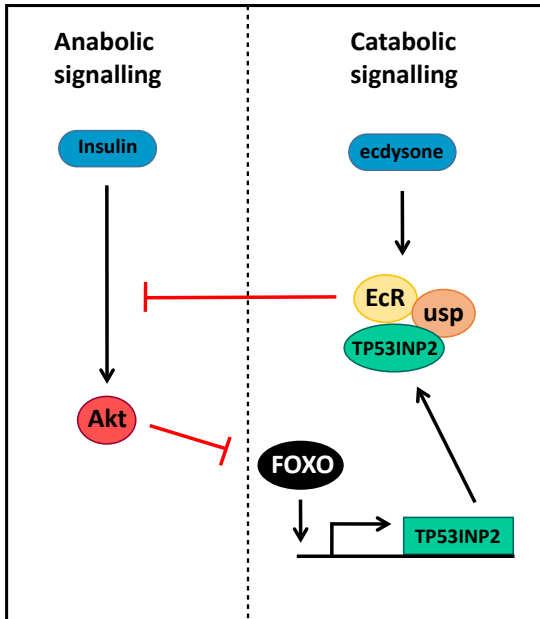 Anabolic
signalling
Catabolic
signalling
Insulin
ecdysone
EcR
usp
TP53INP2
Akt
FOXO
TP53INP2